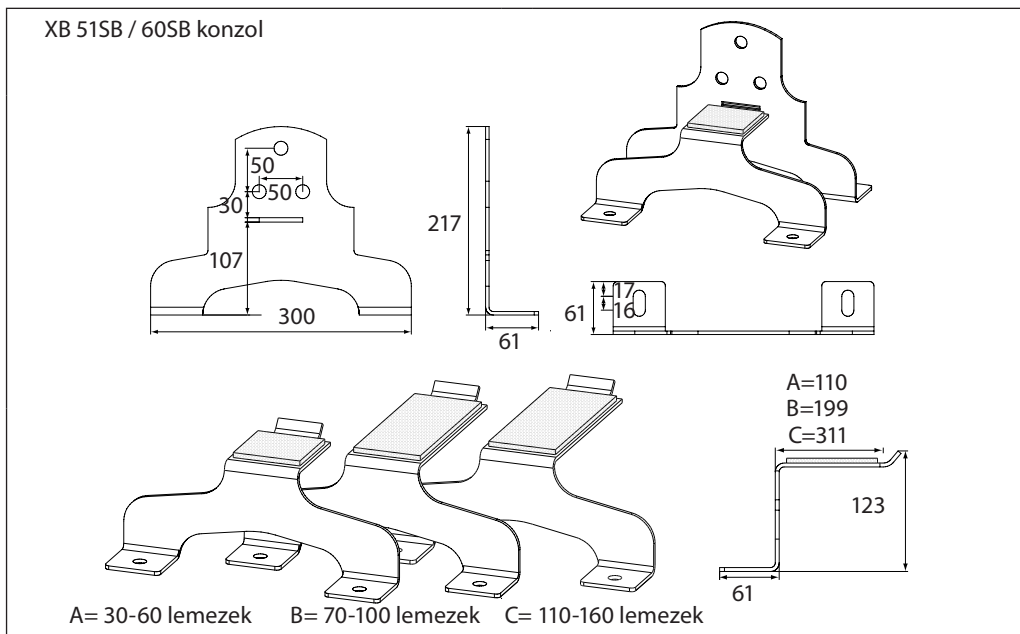 XB 51SB / 60SB konzol
50
50
30
107
300
217
61
61
17
16
A=110
B=199
C=311
123
61
A= 30-60 lemezek
B= 70-100 lemezek
C= 110-160 lemezek